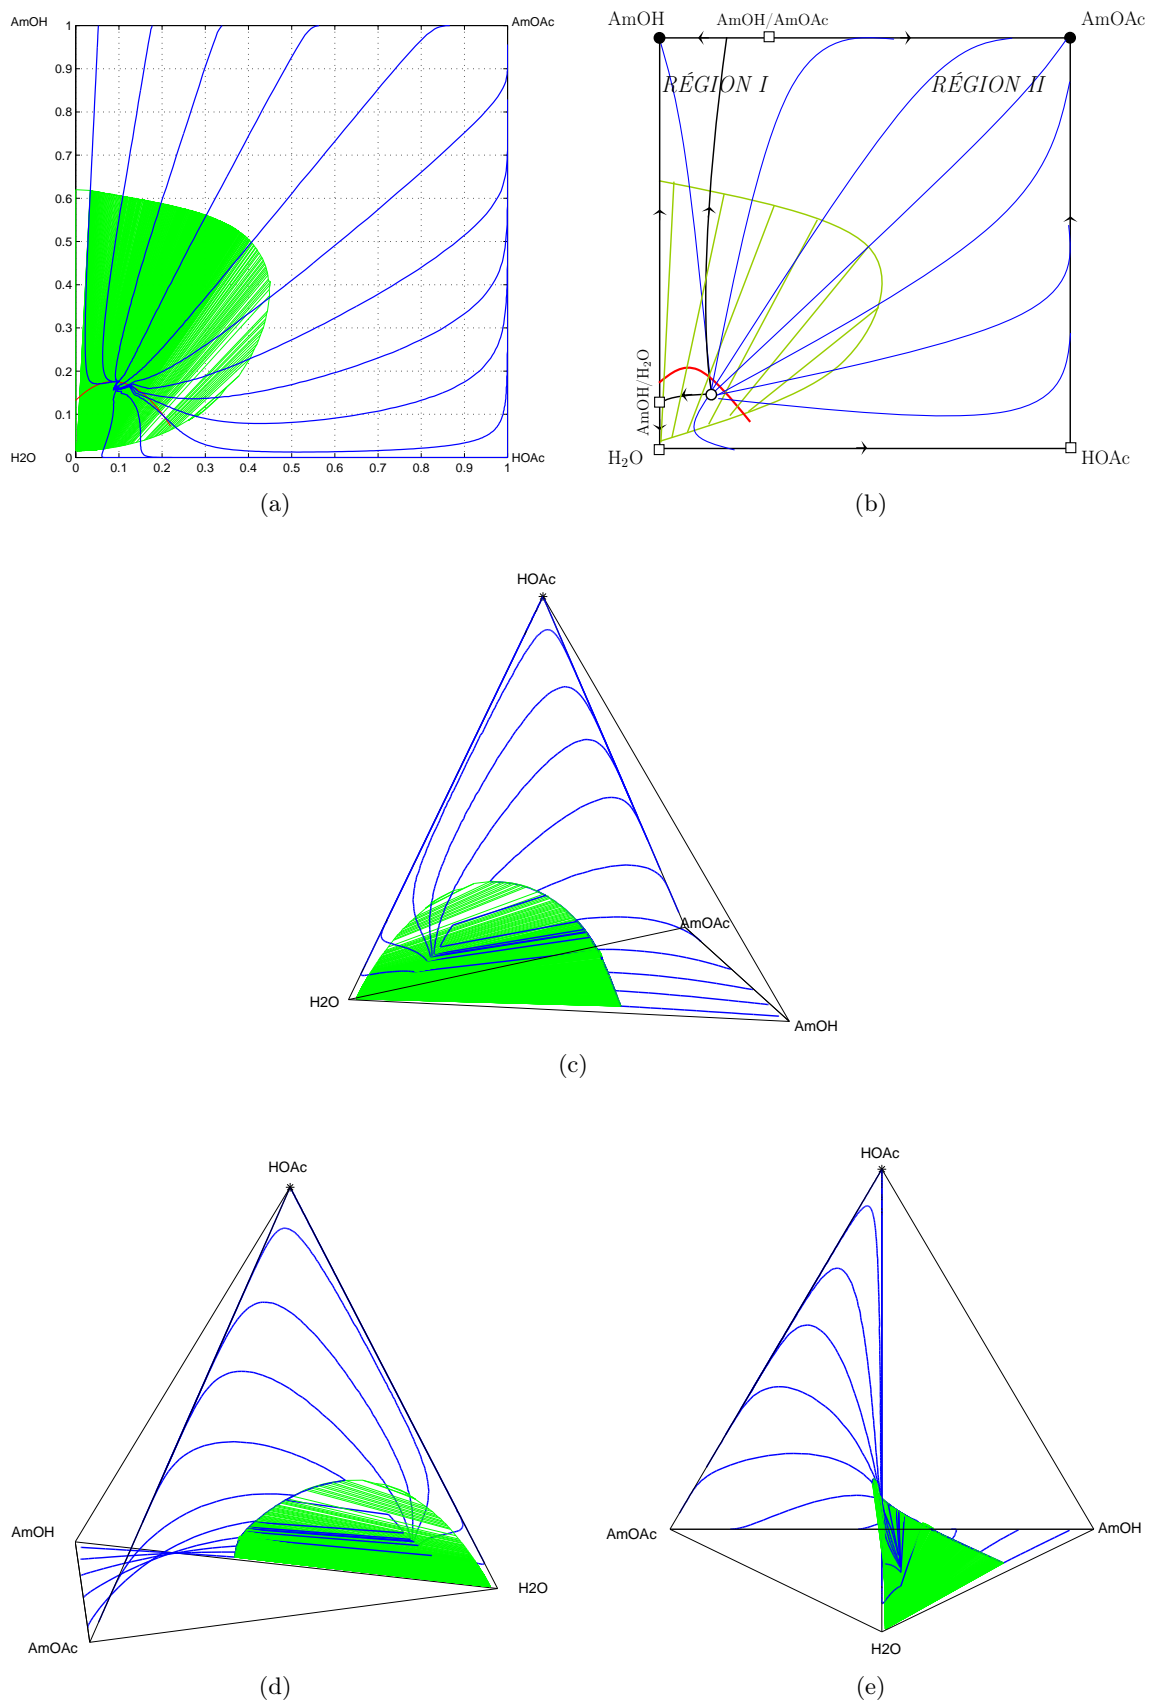 AmOH
AmOAc
1
0.9
0.8
0.7
0.6
0.5
0.4
0.3
0.2
0.1
0
H2O
0 0.1 0.2 0.3 0.4 0.5 0.6 0.7 0.8 0.9 1
HOAc
(a)
AmOH
AmOH/AmOAc
AmOAc
RÉGION I
RÉGION II
AmOH/H₂O
H₂O
HOAc
(b)
HOAc
AmOAc
H2O
AmOH
(c)
HOAc
AmOH
H2O
AmOAc
(d)
HOAc
AmOAc
AmOH
H2O
(e)